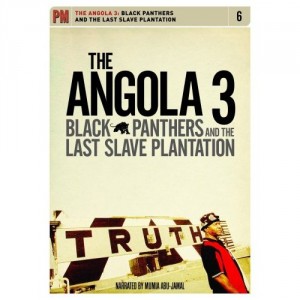 PM
THE ANGOLA 3: BLACK PANTHERS
AND THE LAST SLAVE PLANTATION
6
THE
ANGOLA 3
BLACK PANTHERS AND THE
LAST SLAVE PLANTATION
TRUTH
NARRATED BY MUMIA ABU-JAMAL